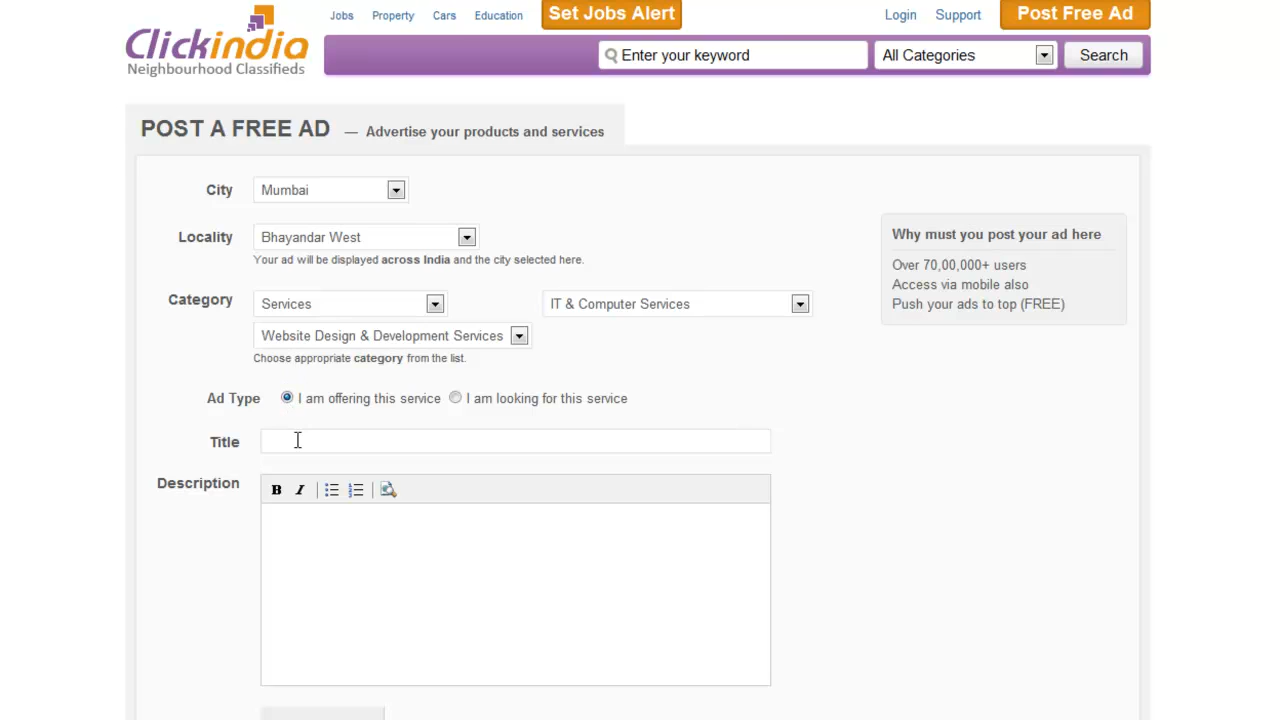 Jobs Property Cars Education Set Jobs Alert Login Support Post Free Ad
Clickindia
Neighbourhood Classifieds
Enter your keyword All Categories Search
POST A FREE AD — Advertise your products and services
City Mumbai
Locality Bhayandar West
Your ad will be displayed across India and the city selected here.
Category Services IT & Computer Services
Website Design & Development Services
Choose appropriate category from the list.
Why must you post your ad here
Over 70,00,000+ users
Access via mobile also
Push your ads to top (FREE)
Ad Type I am offering this service I am looking for this service
Title
Description
B I